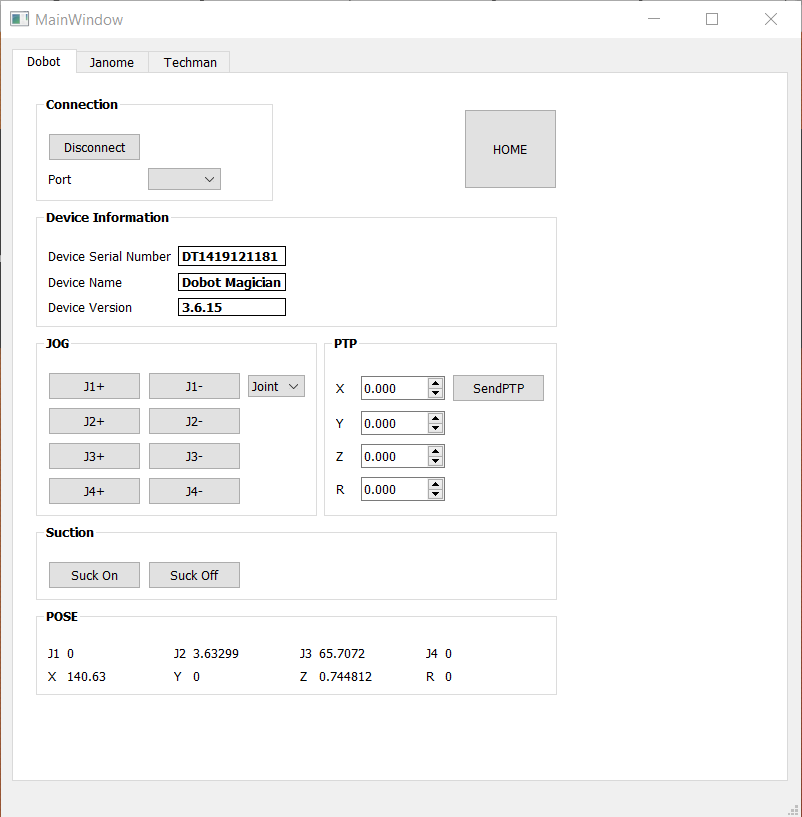 MainWindow
Dobot Janome Techman
Connection
Disconnect
Port
HOME
Device Information
Device Serial Number DT1419121181
Device Name Dobot Magician
Device Version 3.6.15
JOG
J1+ J1- Joint
J2+ J2-
J3+ J3-
J4+ J4-
PTP
X 0.000 SendPTP
Y 0.000
Z 0.000
R 0.000
Suction
Suck On Suck Off
POSE
J1 0 J2 3.63299 J3 65.7072 J4 0
X 140.63 Y 0 Z 0.744812 R 0